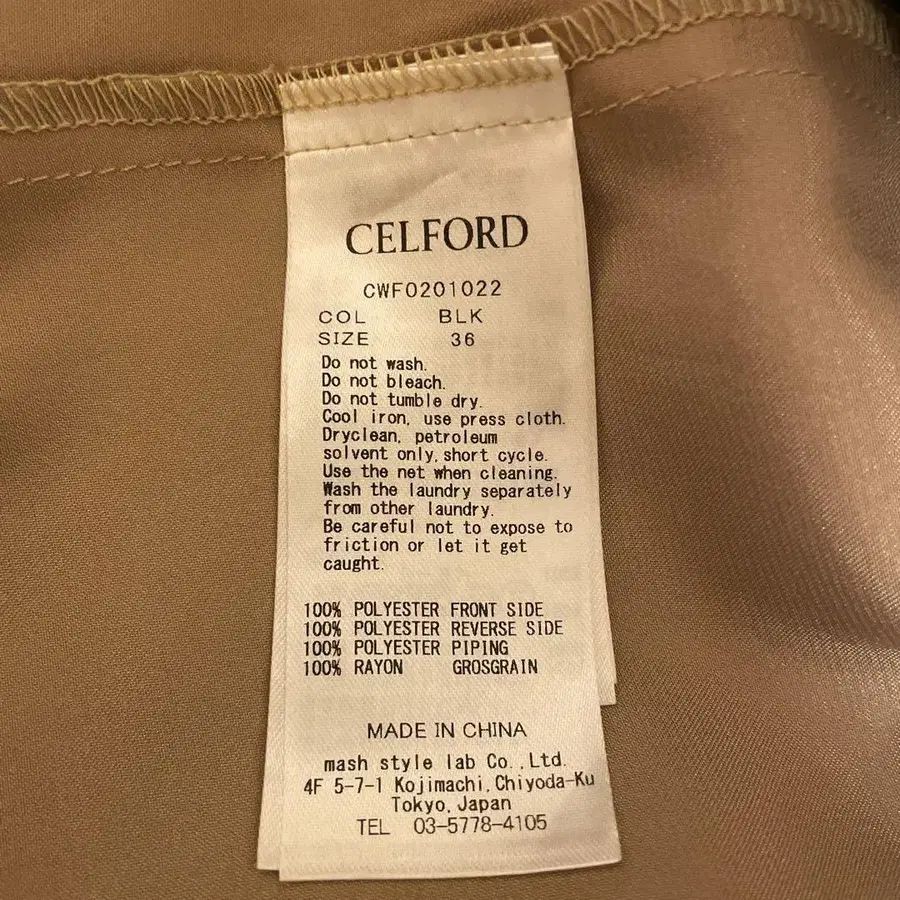 CELFORD
CWF0201022
COL BLK
SIZE 36
Do not wash.
Do not bleach.
Do not tumble dry.
Cool iron, use press cloth.
Dryclean, petroleum
solvent only, short cycle.
Use the net when cleaning.
Wash the laundry separately
from other laundry.
Be careful not to expose to
friction or let it get
caught.
100% POLYESTER FRONT SIDE
100% POLYESTER REVERSE SIDE
100% POLYESTER PIPING
100% RAYON GROSGRAIN
MADE IN CHINA
mash style lab Co.,Ltd.
4F 5-7-1 Kojimachi,Chiyoda-Ku
Tokyo,Japan
TEL 03-5778-4105